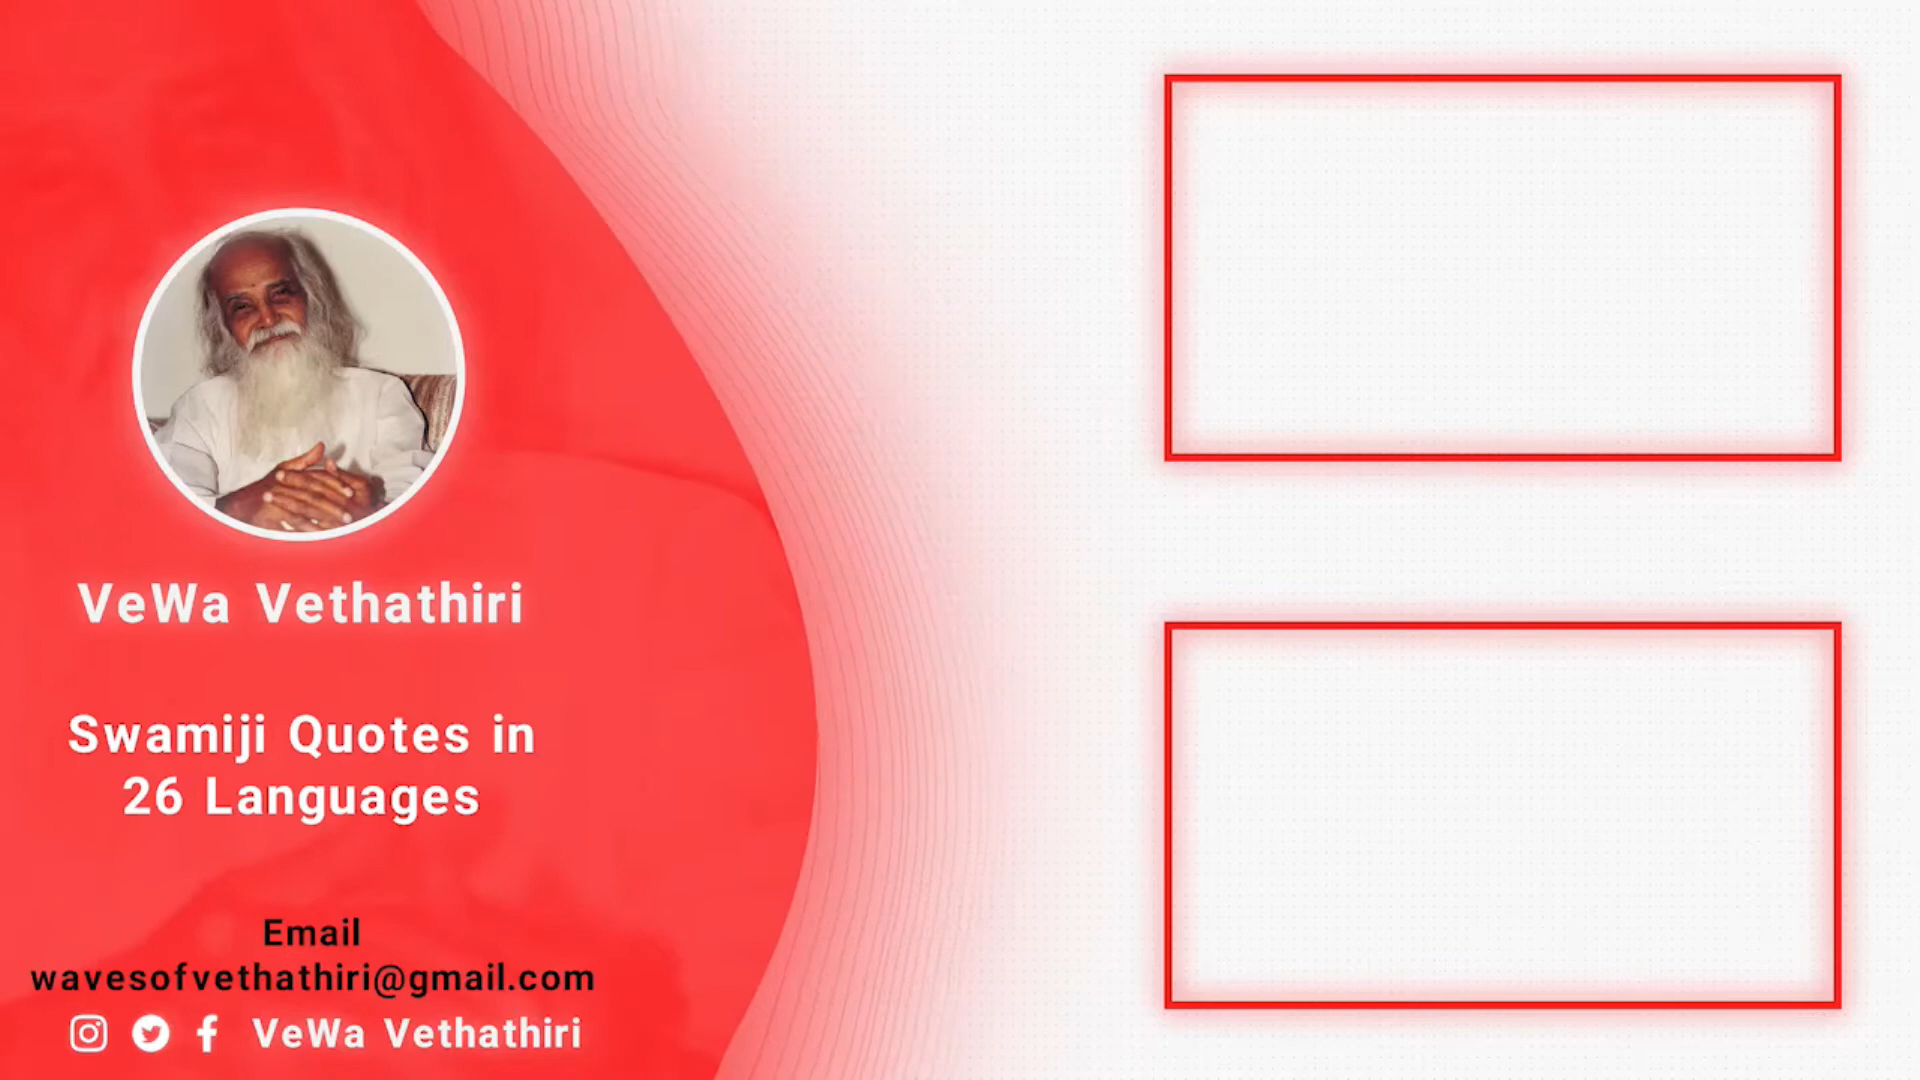 VeWa Vethathiri
Swamiji Quotes in
26 Languages
Email
wavesofvethathiri@gmail.com
VeWa Vethathiri